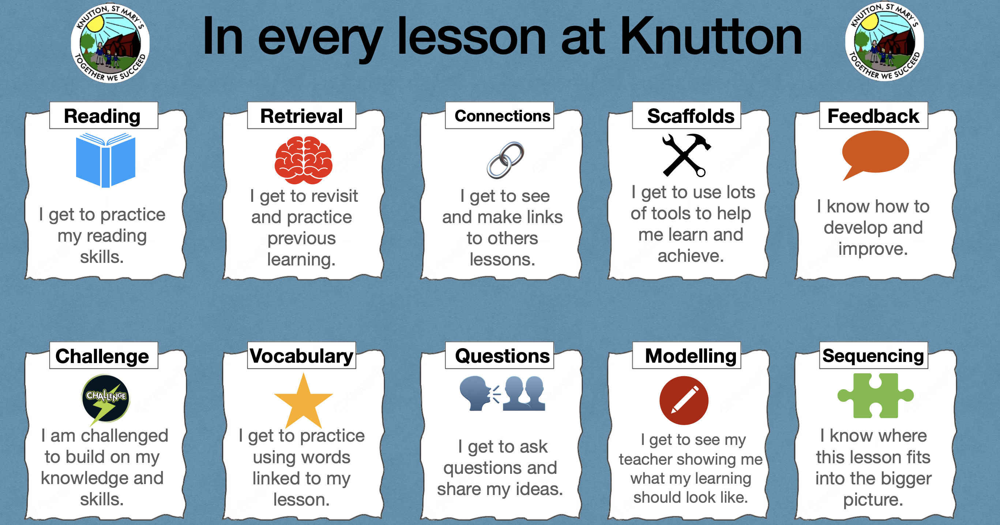 KNUTTON, ST MARY`S
TOGETHER WE SUCCEED
In every lesson at Knutton
KNUTTON, ST MARY`S
TOGETHER WE SUCCEED
Reading
I get to practice
my reading
skills.
Retrieval
I get to revisit
and practice
previous
learning.
Connections
I get to see
and make links
to others
lessons.
Scaffolds
I get to use lots
of tools to help
me learn and
achieve.
Feedback
I know how to
develop and
improve.
Challenge
CHALLENGE
I am challenged
to build on my
knowledge and
skills.
Vocabulary
I get to practice
using words
linked to my
lesson.
Questions
I get to ask
questions and
share my ideas.
Modelling
I get to see my
teacher showing me
what my learning
should look like.
Sequencing
I know where
this lesson fits
into the bigger
picture.